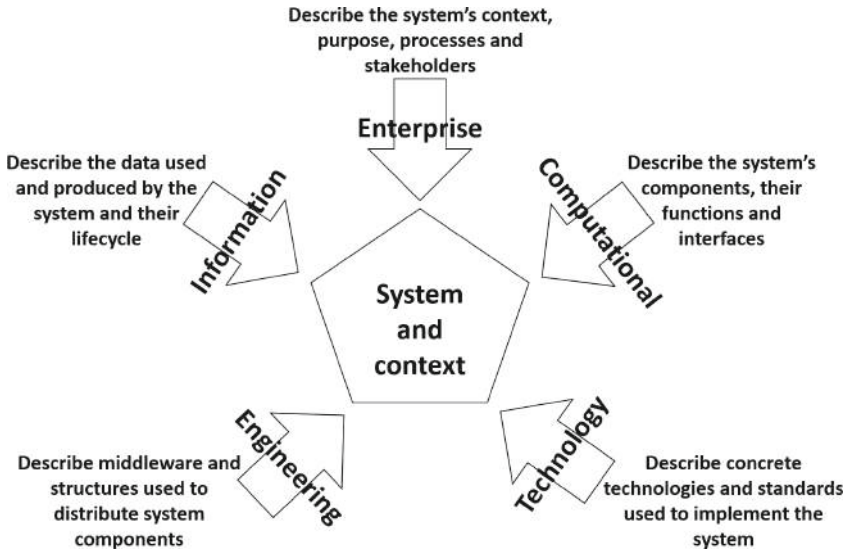 Describe the system's context,
purpose, processes and
stakeholders
Enterprise
Describe the data used
and produced by the
system and their
lifecycle
Information
Computational
Describe the system's
components, their
functions and
interfaces
System
and
context
Engineering
Describe middleware and
structures used to
distribute system
components
Technology
Describe concrete
technologies and standards
used to implement the
system